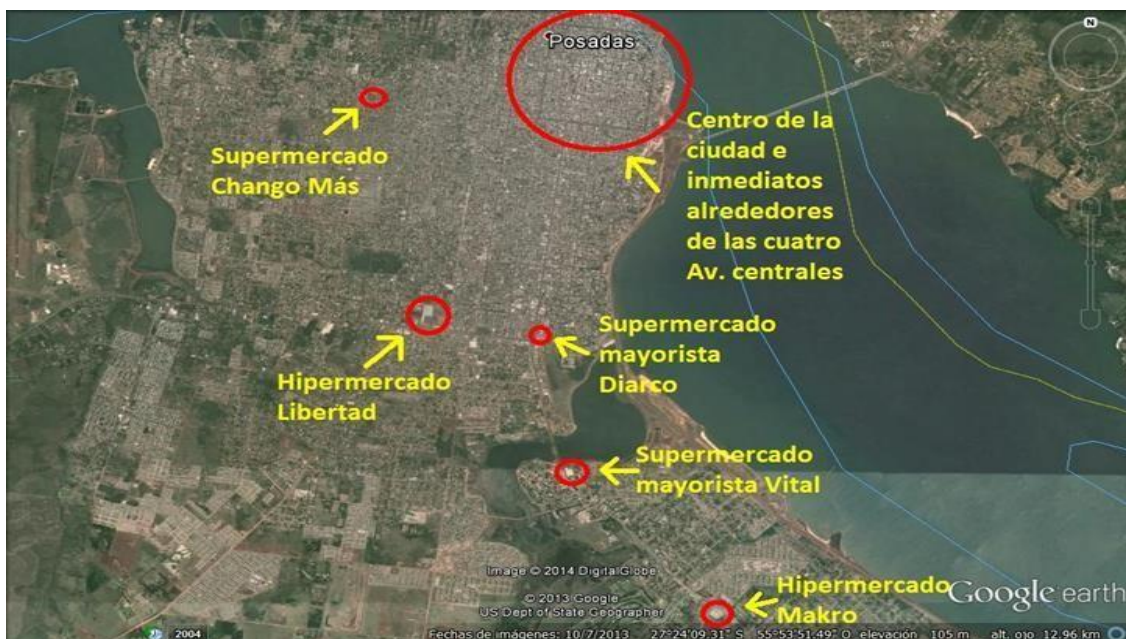 N
Posadas
Centro de la
ciudad e
inmediatos
alrededores
de las cuatro
Av. centrales
Supermercado
Chango Más
Supermercado
mayorista
Diarco
Hipermercado
Libertad
Supermercado
mayorista Vital
Hipermercado
Makro
Image © 2014 DigitalGlobe
© 2013 Google
US Dept of State Geographer
Google earth
2004
Fechas de imágenes: 10/7/2013 27°24'09.31" S 55°53'51.49" O elevación 105 m alt. ojo 12.96 km